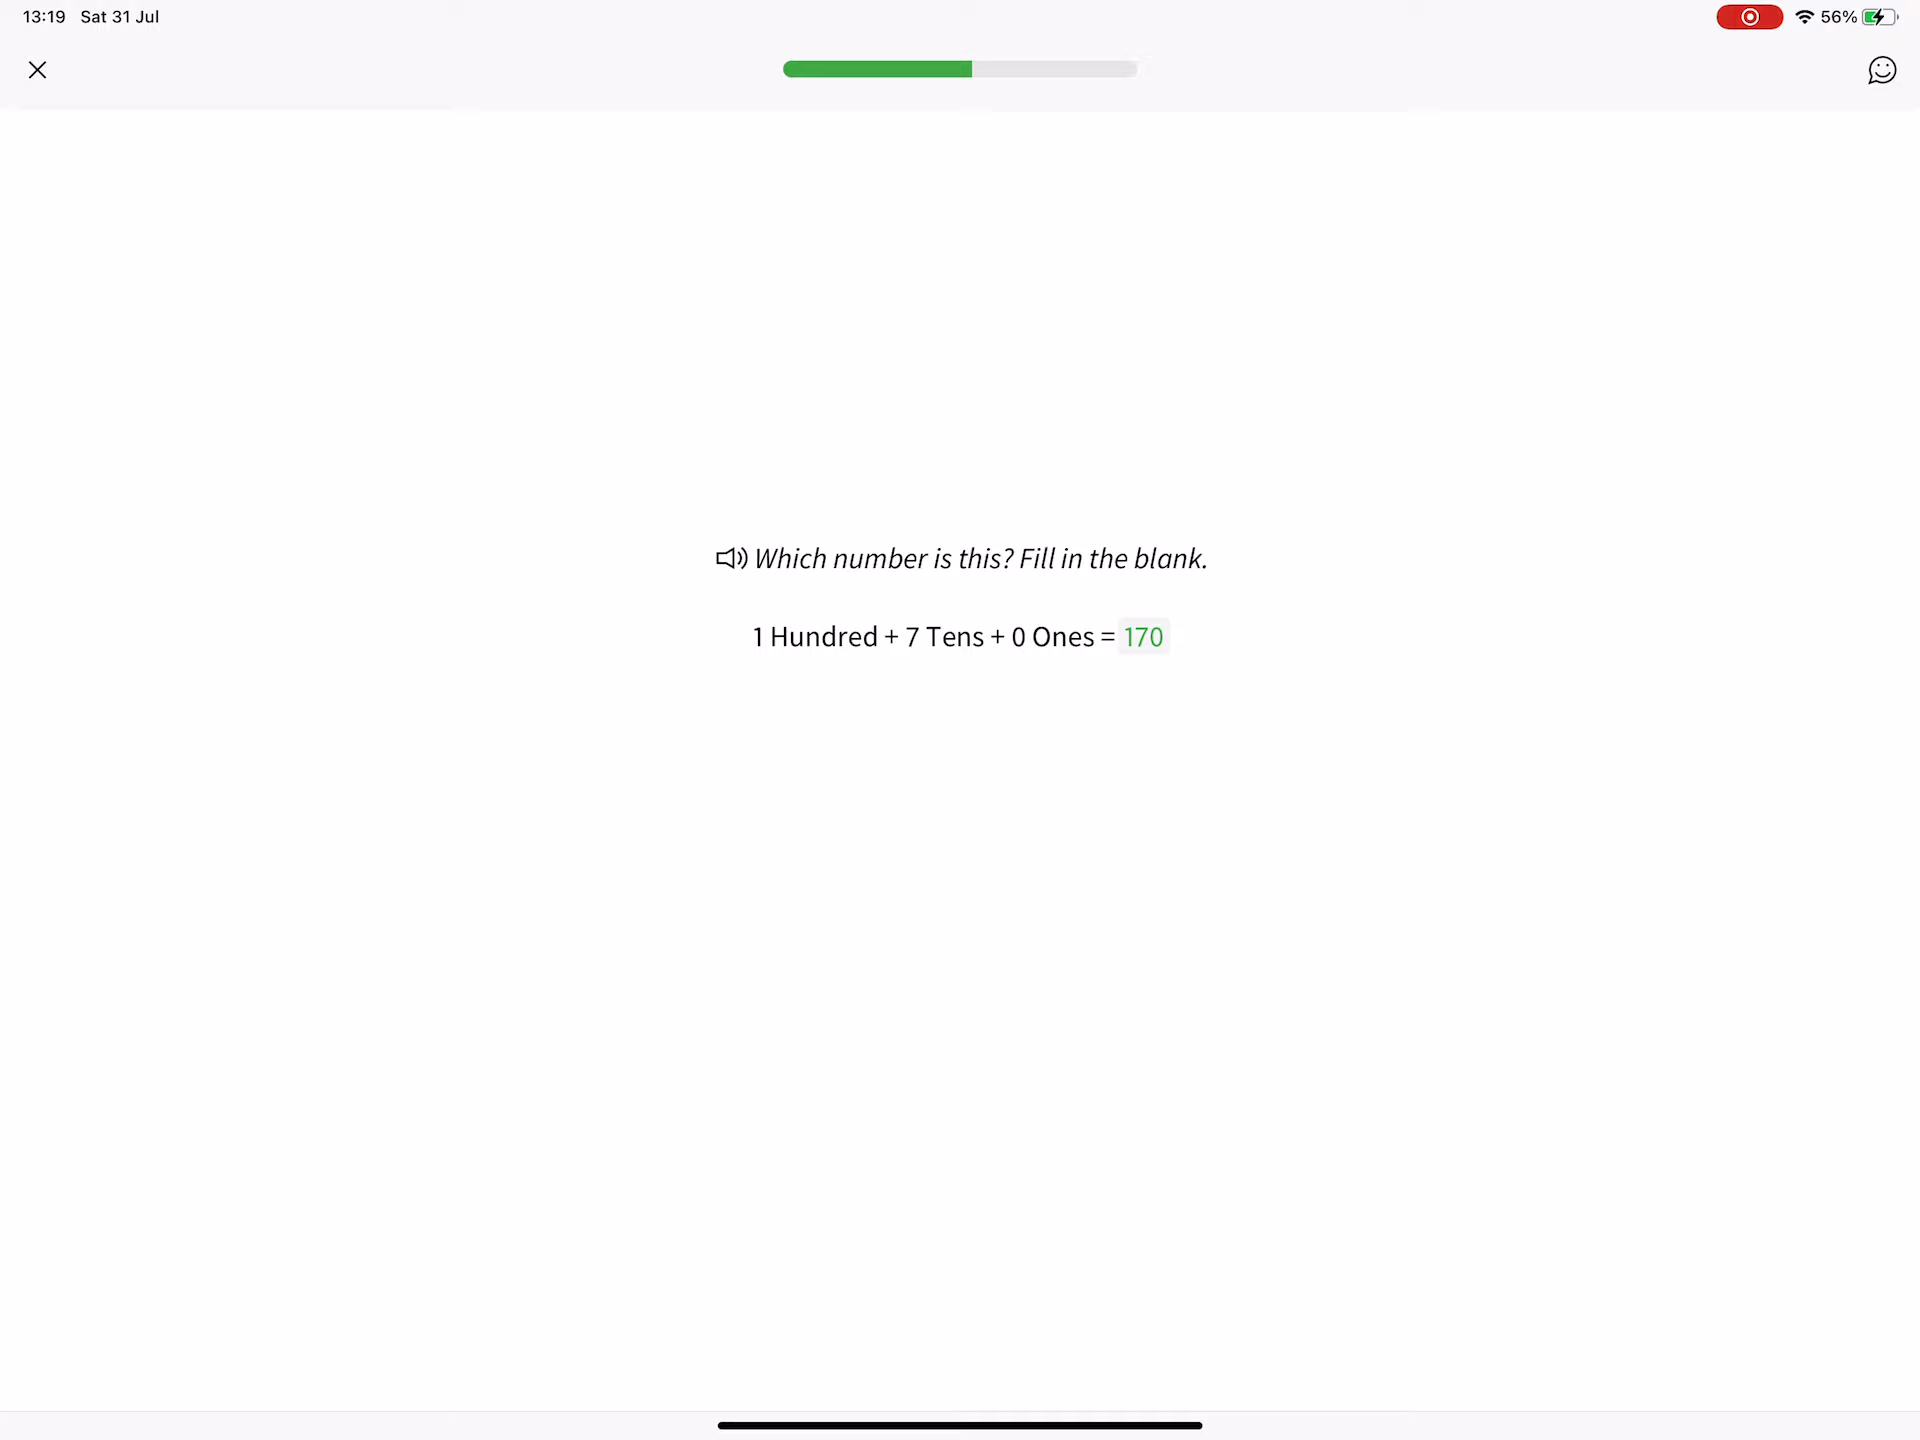 13:19 Sat 31 Jul
56%
Which number is this? Fill in the blank.
1 Hundred + 7 Tens + 0 Ones = 170